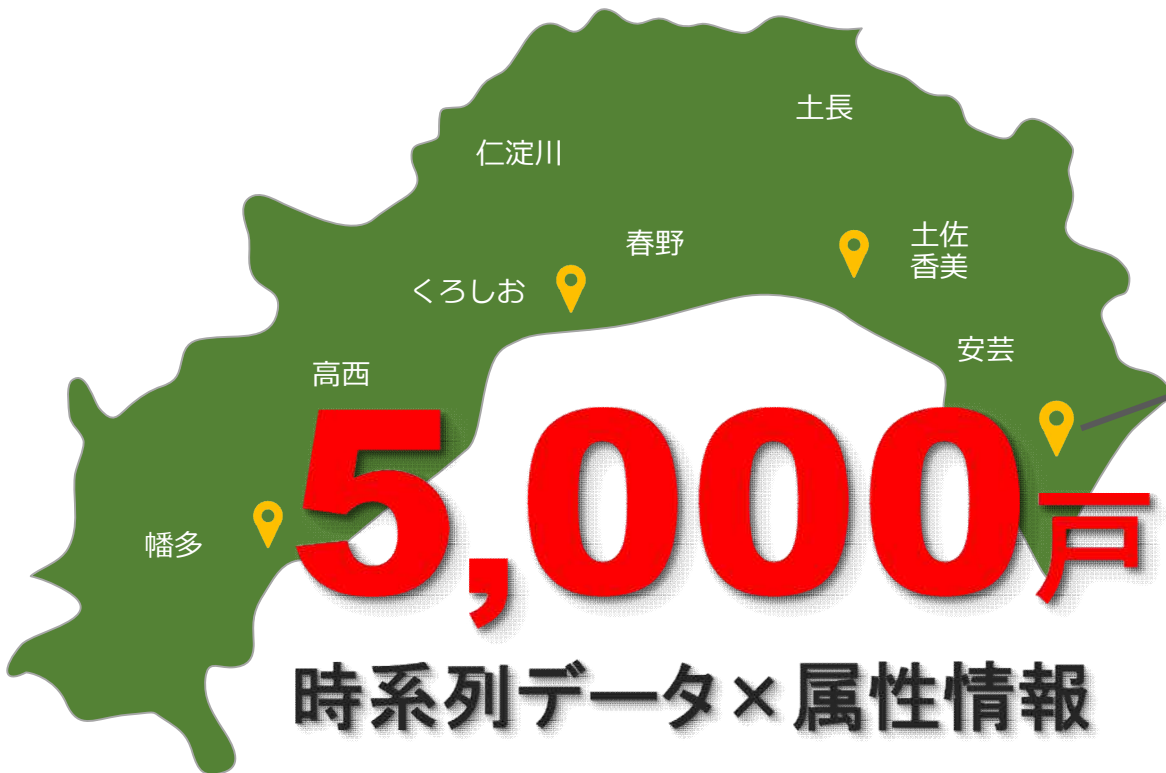 土長
仁淀川
春野
土佐
香美
くろしお
安芸
高西
幡多
5,000戸
時系列データ×属性情報